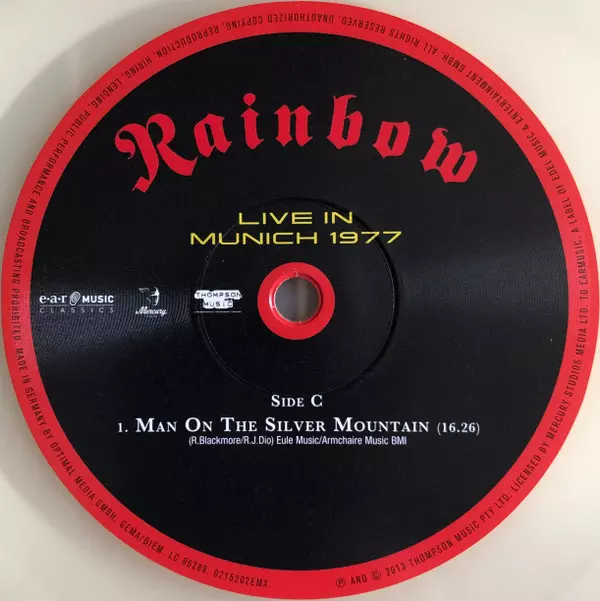 Rainbow
LIVE IN
MUNICH 1977
e·a·r MUSIC
CLASSICS
Mercury
THOMPSON
MUSIC
SIDE C
1. MAN ON THE SILVER MOUNTAIN (16.26)
(R.Blackmore/R.J.Dio) Eule Music/Armchaire Music BMI
℗ AND © 2013 THOMPSON MUSIC PTY LTD. LICENSED BY MERCURY STUDIOS MEDIA LTD. TO EARMUSIC, A LABEL OF EDEL MUSIC & ENTERTAINMENT GMBH. ALL RIGHTS RESERVED. UNAUTHORIZED COPYING, REPRODUCTION, HIRING, LENDING, PUBLIC PERFORMANCE AND BROADCASTING PROHIBITED. MADE IN GERMANY BY OPTIMAL MEDIA GMBH. GEMA/BIEM. LC 86280. 0215202EMX.